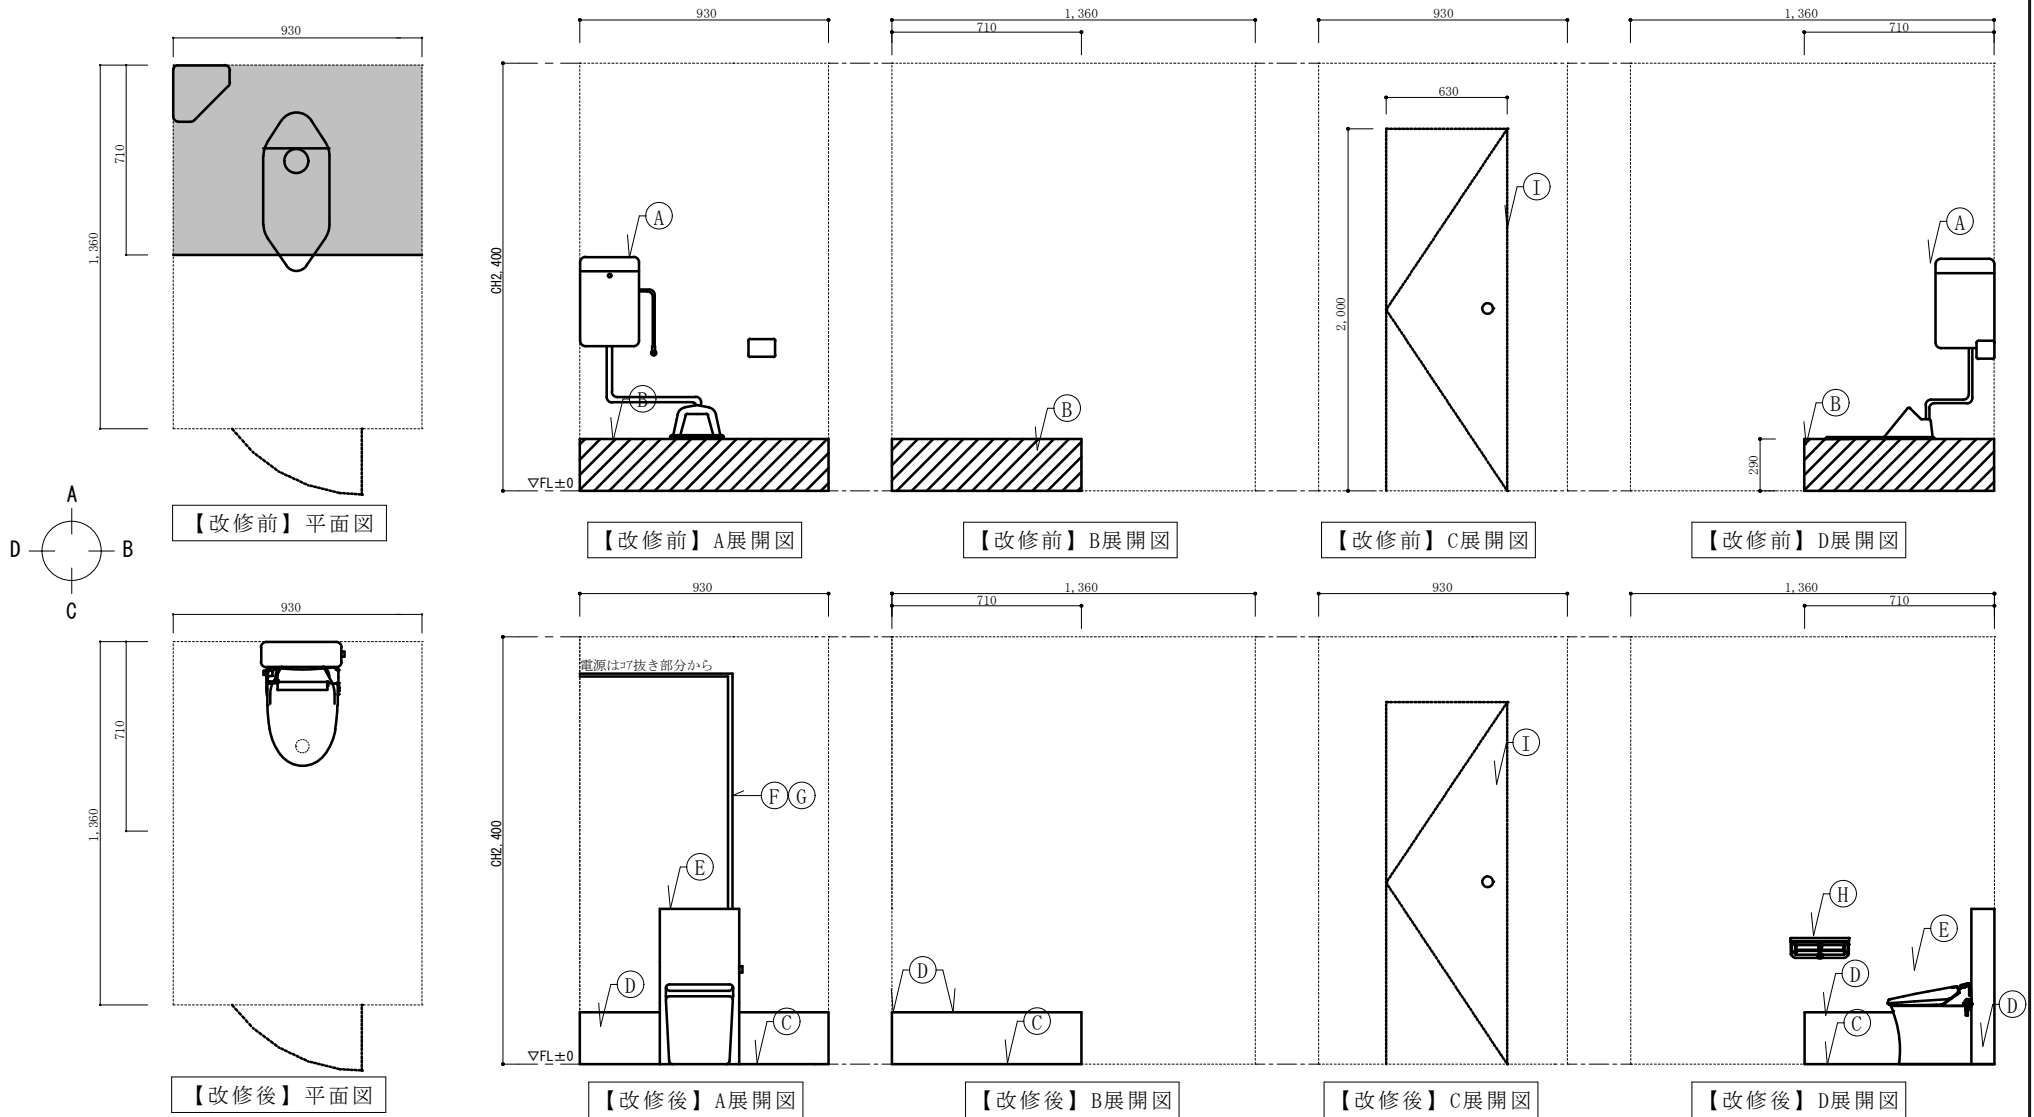 930
930
1,360
710
930
1,360
710
630
710
1,360
CH2,400
2,000
290
A
I
A
B
B
B
▽FL±0
A
D
B
C
【改修前】平面図
【改修前】A展開図
【改修前】B展開図
【改修前】C展開図
【改修前】D展開図
930
930
1,360
710
930
1,360
710
電源はコア抜き部分から
710
1,360
CH2,400
I
F G
E
H
E
D
D
D
D
C
C
C
▽FL±0
【改修後】平面図
【改修後】A展開図
【改修後】B展開図
【改修後】C展開図
【改修後】D展開図